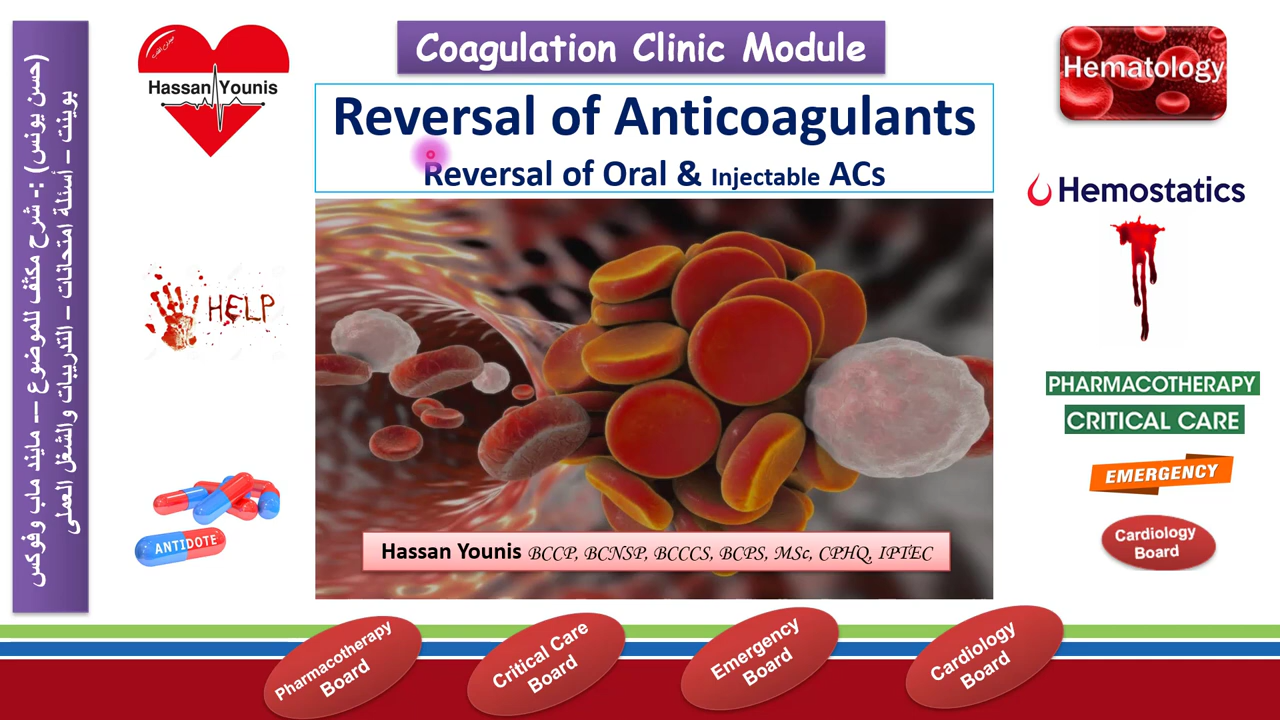 Coagulation Clinic Module
Reversal of Anticoagulants
Reversal of Oral & Injectable ACs
Hassan Younis
Hematology
Hemostatics
HELP
PHARMACOTHERAPY
CRITICAL CARE
EMERGENCY
Cardiology
Board
ANTIDOTE
Hassan Younis BCCP, BCNSP, BCCCS, BCPS, MSc, CPHQ, IPTEC
(حسن يونس) :- شرح مكثف للموضوع –– مايند ماب وفوكس
بوينت – أسئلة امتحانات – التدريبات والشغل العملى
Pharmacotherapy
Board
Critical Care
Board
Emergency
Board
Cardiology
Board